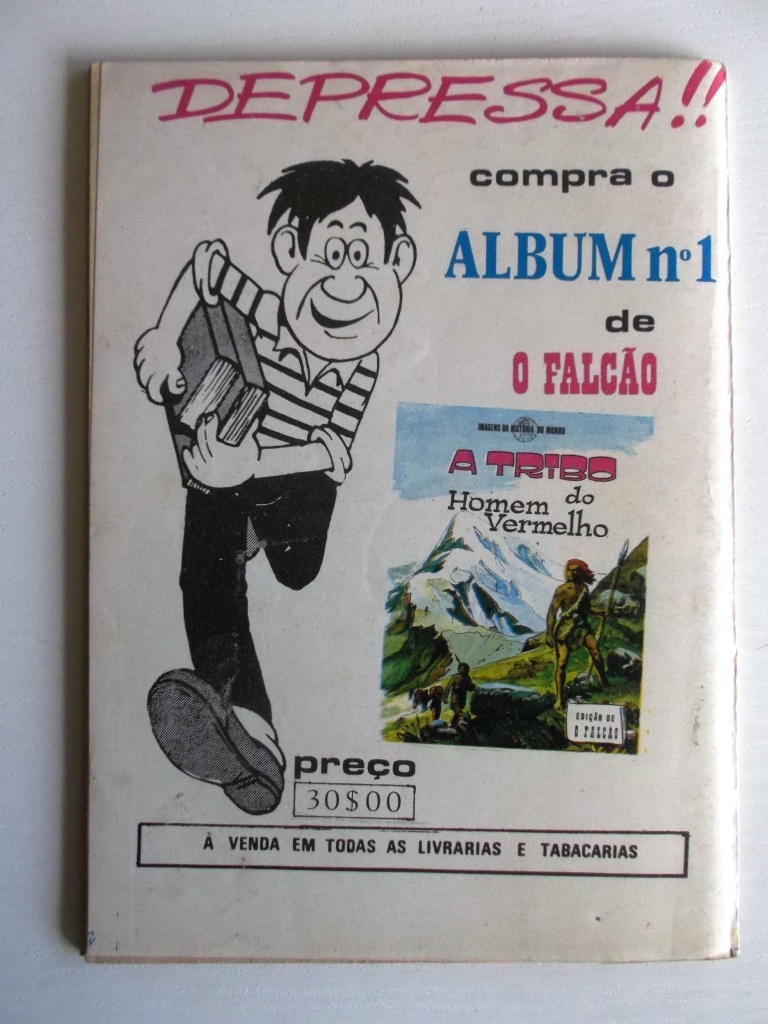 DEPRESSA!!
compra o
ALBUM nº1
de
O FALCÃO
IMAGENS DA HISTÓRIA DO MUNDO
A TRIBO
do
Homem
Vermelho
EDIÇÃO DE
O FALCÃO
preço
30$00
À VENDA EM TODAS AS LIVRARIAS E TABACARIAS